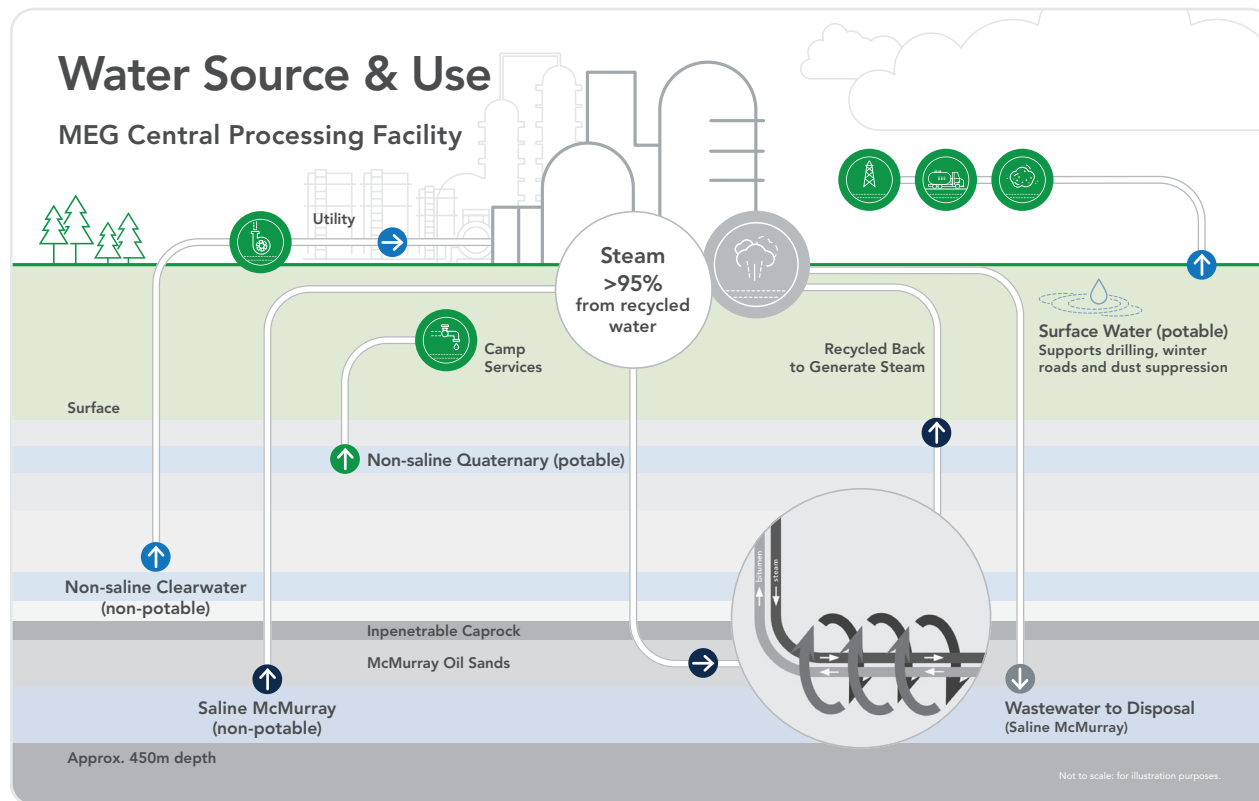 Water Source & Use
MEG Central Processing Facility
Utility
Steam
>95%
from recycled
water
Camp
Services
Recycled Back
to Generate Steam
Surface Water (potable)
Supports drilling, winter
roads and dust suppression
Surface
Non-saline Quaternary (potable)
bitumen
steam
Non-saline Clearwater
(non-potable)
Inpenetrable Caprock
McMurray Oil Sands
Saline McMurray
(non-potable)
Wastewater to Disposal
(Saline McMurray)
Approx. 450m depth
Not to scale: for illustration purposes.